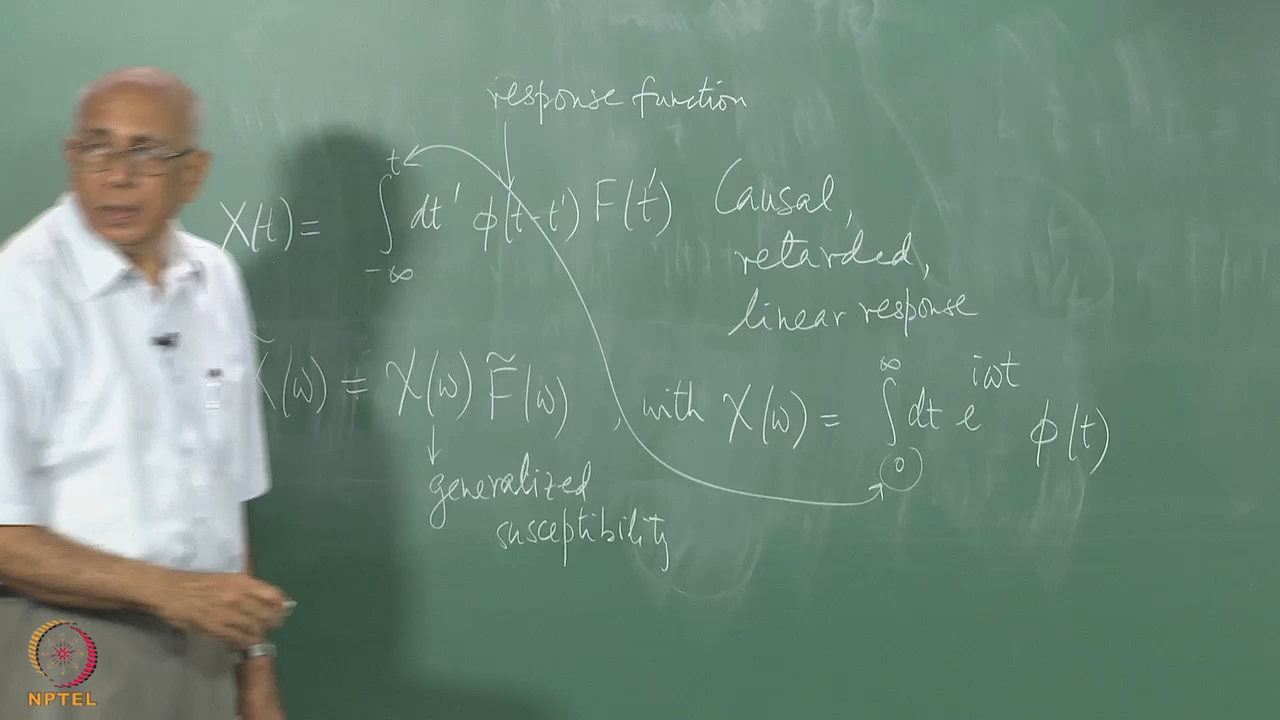 response function
X(t) = ∫_{-∞}^{t} dt' φ(t-t') F(t') Causal,
retarded,
linear response
X̃(ω) = χ(ω) F̃(ω), with χ(ω) = ∫_{0}^{∞} dt e^{iωt} φ(t)
generalized
susceptibility
NPTEL